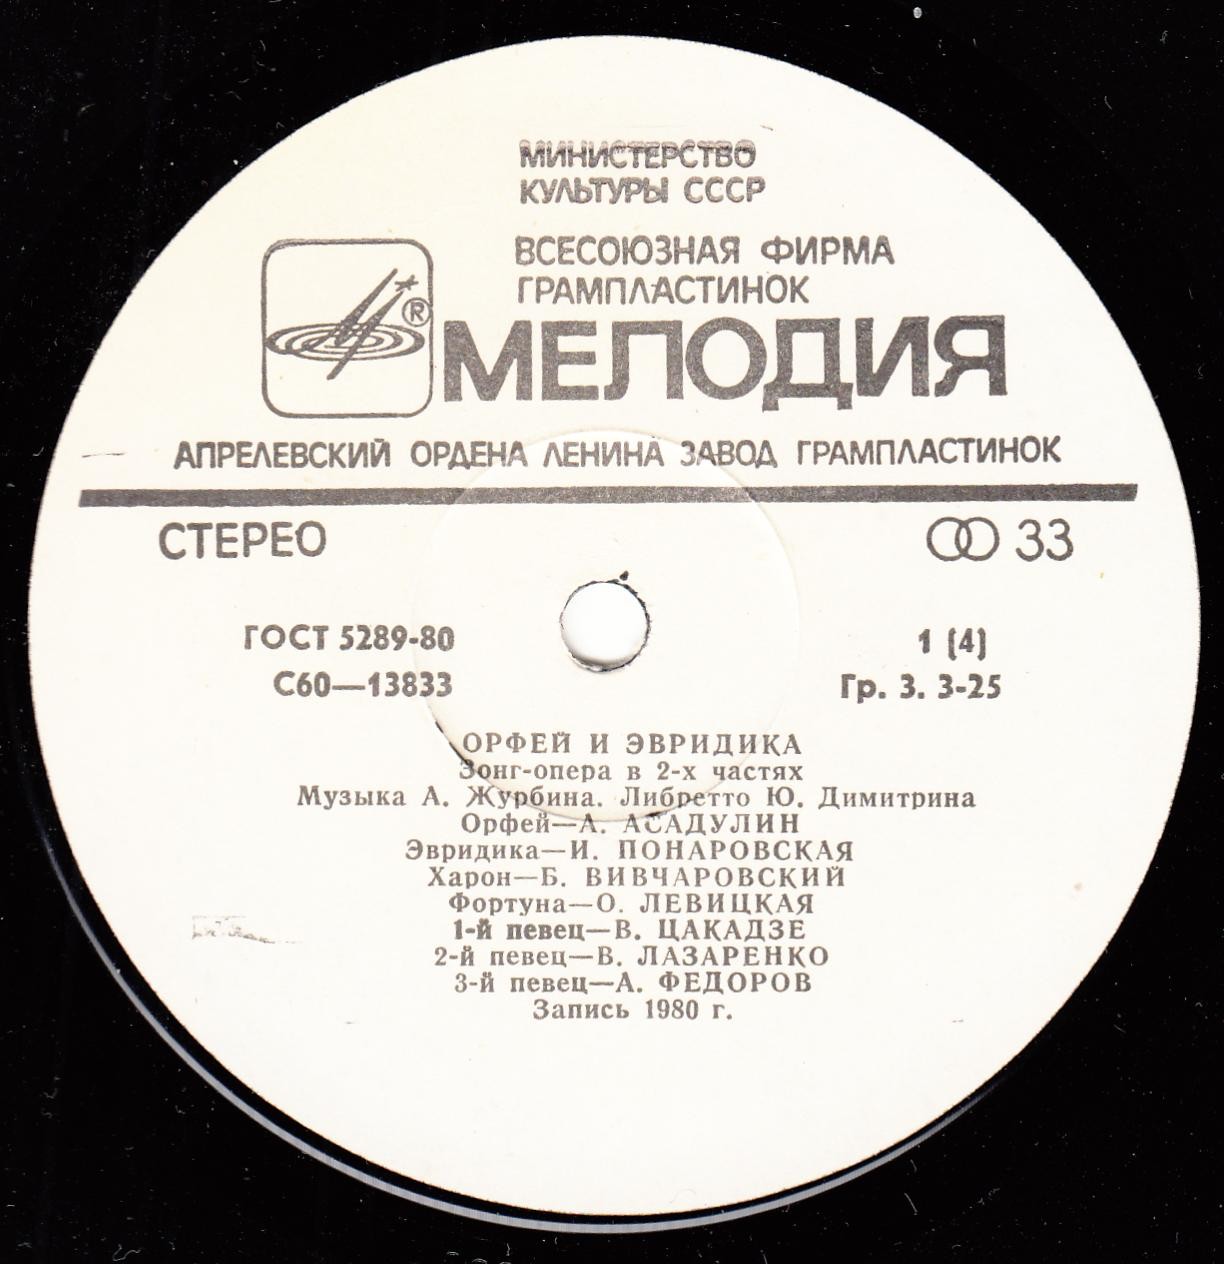 МИНИСТЕРСТВО
КУЛЬТУРЫ СССР
ВСЕСОЮЗНАЯ ФИРМА
ГРАМПЛАСТИНОК
®
МЕЛОДИЯ
АПРЕЛЕВСКИЙ ОРДЕНА ЛЕНИНА ЗАВОД ГРАМПЛАСТИНОК
СТЕРЕО 33
ГОСТ 5289-80 1 (4)
С60—13833 Гр. 3. 3-25
ОРФЕЙ И ЭВРИДИКА
Зонг-опера в 2-х частях
Музыка А. Журбина. Либретто Ю. Димитрина
Орфей—А. АСАДУЛИН
Эвридика—И. ПОНАРОВСКАЯ
Харон—Б. ВИВЧАРОВСКИЙ
Фортуна—О. ЛЕВИЦКАЯ
1-й певец—В. ЦАКАДЗЕ
2-й певец—В. ЛАЗАРЕНКО
3-й певец—А. ФЕДОРОВ
Запись 1980 г.